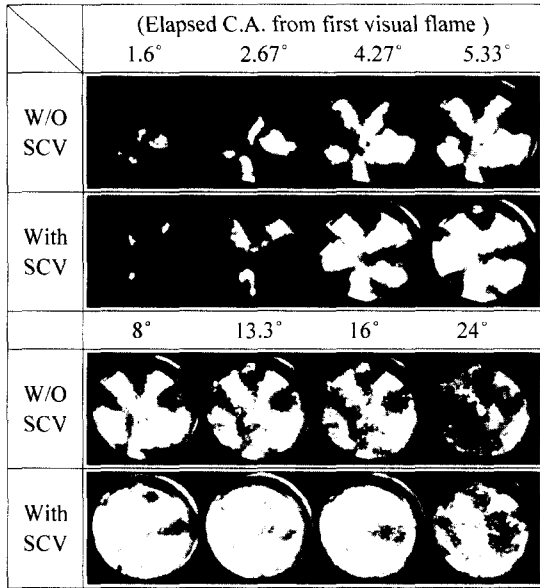 (Elapsed C.A. from first visual flame )
1.6° 2.67° 4.27° 5.33°
W/O
SCV
With
SCV
8° 13.3° 16° 24°
W/O
SCV
With
SCV